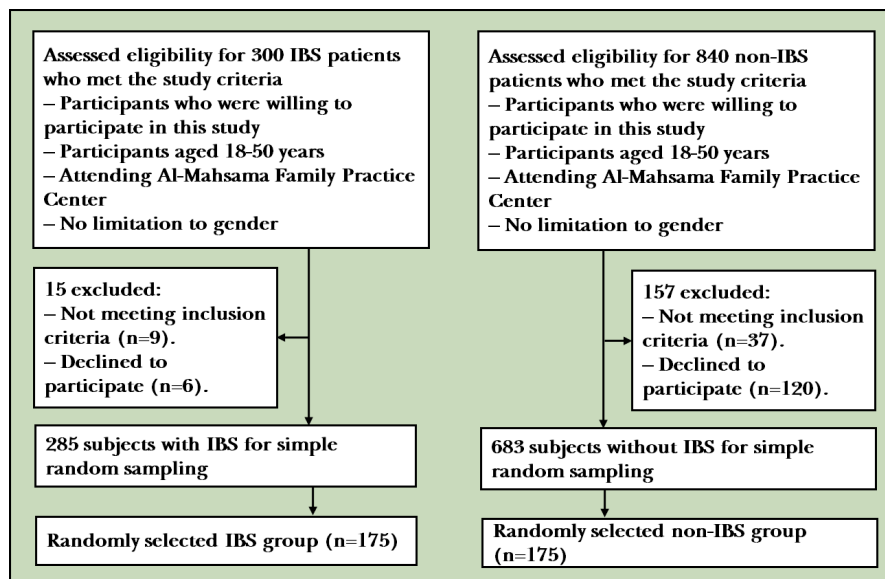 Assessed eligibility for 300 IBS patients
who met the study criteria
– Participants who were willing to
participate in this study
– Participants aged 18-50 years
– Attending Al-Mahsama Family Practice
Center
– No limitation to gender
Assessed eligibility for 840 non-IBS
patients who met the study criteria
– Participants who were willing to
participate in this study
– Participants aged 18-50 years
– Attending Al-Mahsama Family Practice
Center
– No limitation to gender
15 excluded:
– Not meeting inclusion
criteria (n=9).
– Declined to
participate (n=6).
157 excluded:
– Not meeting inclusion
criteria (n=37).
– Declined to
participate (n=120).
285 subjects with IBS for simple
random sampling
683 subjects without IBS for simple
random sampling
Randomly selected IBS group (n=175)
Randomly selected non-IBS group
(n=175)